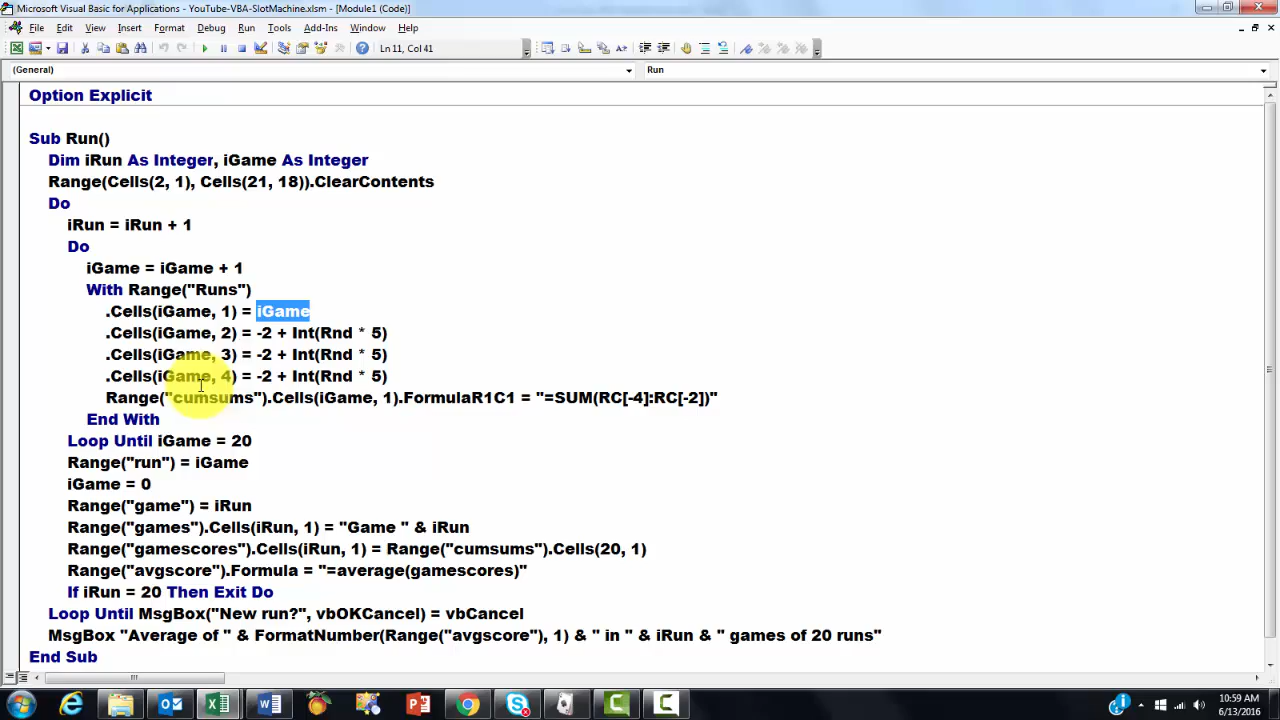 Microsoft Visual Basic for Applications - YouTube-VBA-SlotMachine.xlsm - [Module1 (Code)]
File Edit View Insert Format Debug Run Tools Add-Ins Window Help
Ln 11, Col 41
(General) Run
Option Explicit
Sub Run()
Dim iRun As Integer, iGame As Integer
Range(Cells(2, 1), Cells(21, 18)).ClearContents
Do
iRun = iRun + 1
Do
iGame = iGame + 1
With Range("Runs")
.Cells(iGame, 1) = iGame
.Cells(iGame, 2) = -2 + Int(Rnd * 5)
.Cells(iGame, 3) = -2 + Int(Rnd * 5)
.Cells(iGame, 4) = -2 + Int(Rnd * 5)
Range("cumsums").Cells(iGame, 1).FormulaR1C1 = "=SUM(RC[-4]:RC[-2])"
End With
Loop Until iGame = 20
Range("run") = iGame
iGame = 0
Range("game") = iRun
Range("games").Cells(iRun, 1) = "Game " & iRun
Range("gamescores").Cells(iRun, 1) = Range("cumsums").Cells(20, 1)
Range("avgscore").Formula = "=average(gamescores)"
If iRun = 20 Then Exit Do
Loop Until MsgBox("New run?", vbOKCancel) = vbCancel
MsgBox "Average of " & FormatNumber(Range("avgscore"), 1) & " in " & iRun & " games of 20 runs"
End Sub
10:59 AM
6/13/2016